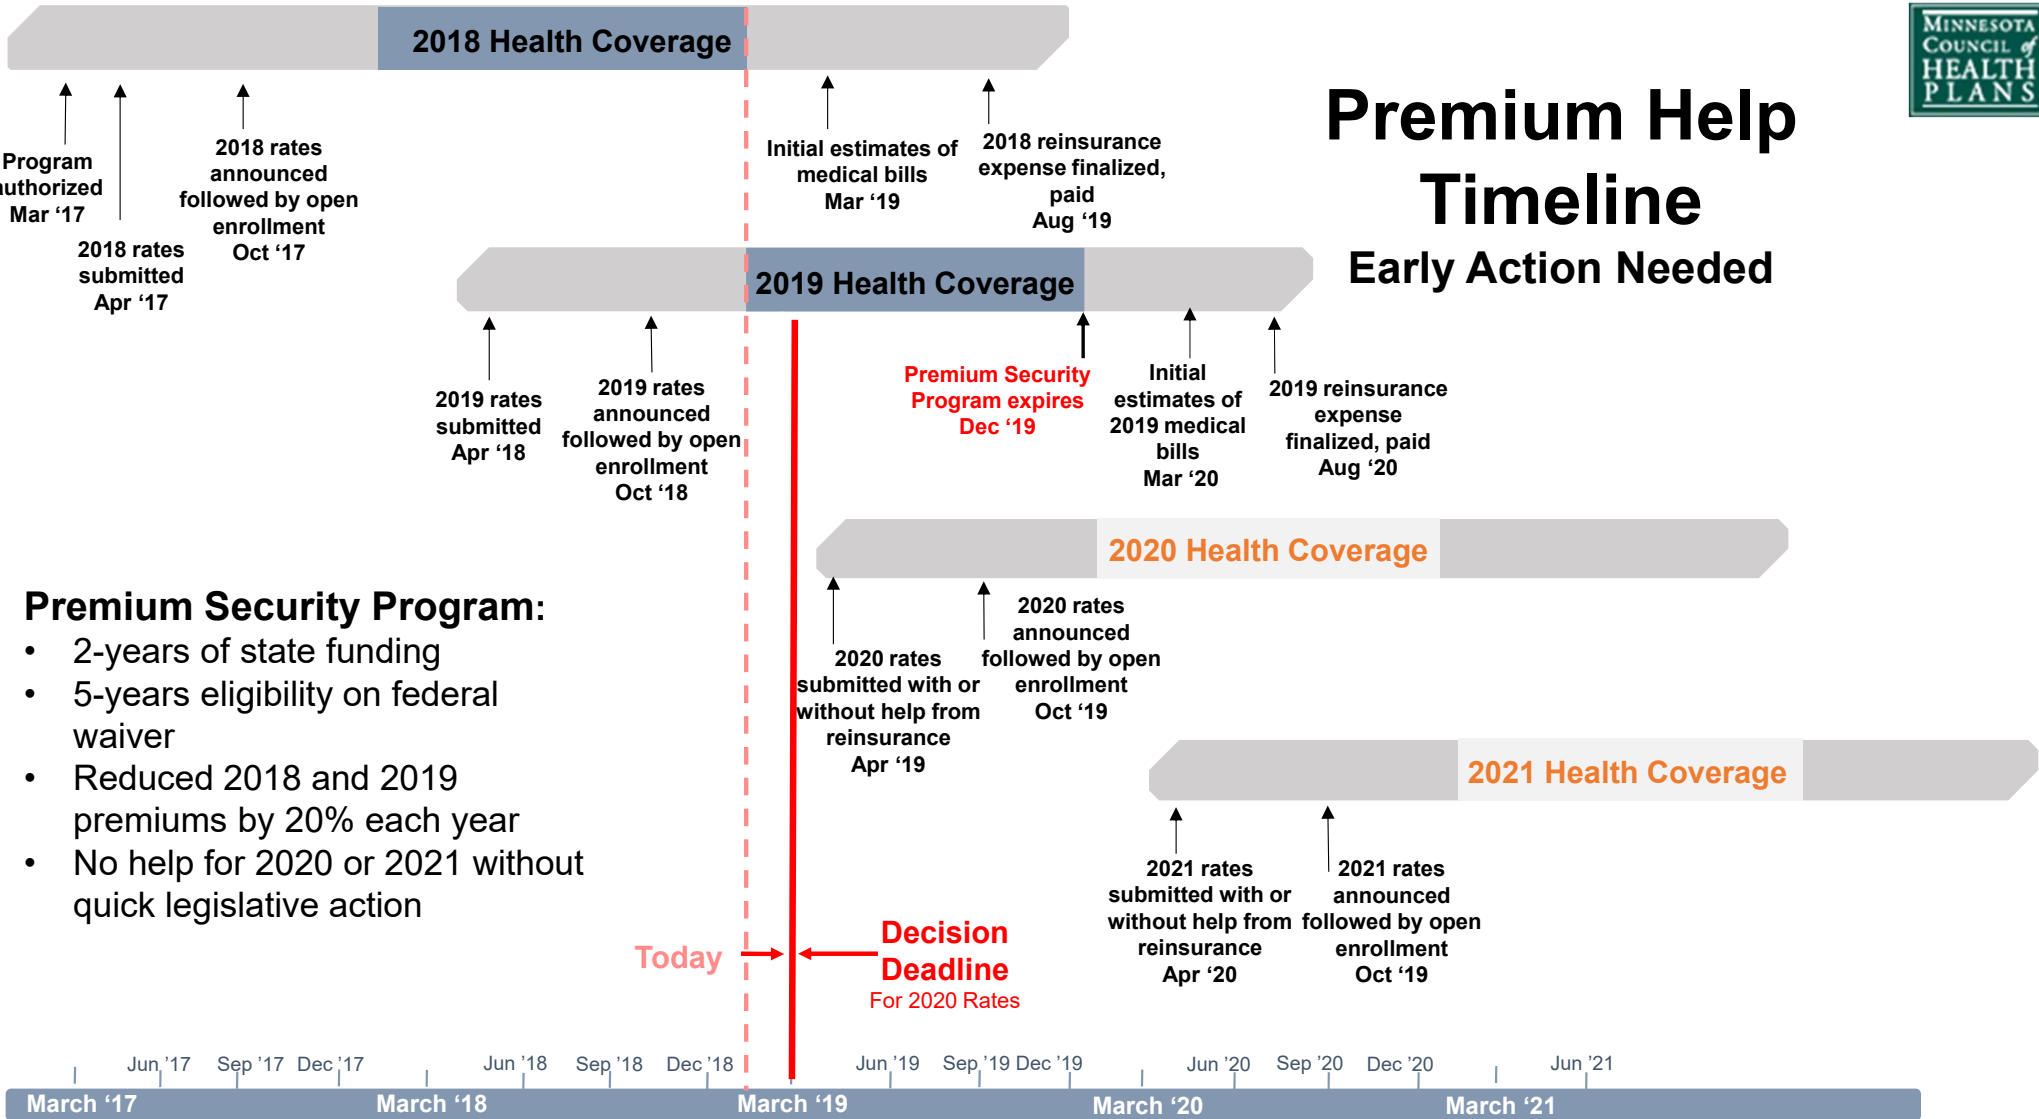 2018 Health Coverage
MINNESOTA
COUNCIL of
HEALTH
PLANS
Premium Help
Timeline
Early Action Needed
Program
authorized
Mar ‘17
2018 rates
submitted
Apr ‘17
2018 rates
announced
followed by open
enrollment
Oct ‘17
Initial estimates of
medical bills
Mar ‘19
2018 reinsurance
expense finalized,
paid
Aug ‘19
2019 Health Coverage
2019 rates
submitted
Apr ‘18
2019 rates
announced
followed by open
enrollment
Oct ‘18
Premium Security
Program expires
Dec ‘19
Initial
estimates of
2019 medical
bills
Mar ‘20
2019 reinsurance
expense
finalized, paid
Aug ‘20
2020 Health Coverage
2020 rates
submitted with or
without help from
reinsurance
Apr ‘19
2020 rates
announced
followed by open
enrollment
Oct ‘19
Premium Security Program:
• 2-years of state funding
• 5-years eligibility on federal
waiver
• Reduced 2018 and 2019
premiums by 20% each year
• No help for 2020 or 2021 without
quick legislative action
2021 Health Coverage
2021 rates
submitted with or
without help from
reinsurance
Apr ‘20
2021 rates
announced
followed by open
enrollment
Oct ‘19
Today
Decision
Deadline
For 2020 Rates
Jun ’17 Sep ’17 Dec ’17 Jun ’18 Sep ’18 Dec ’18 Jun ’19 Sep ’19 Dec ’19 Jun ’20 Sep ’20 Dec ’20 Jun ’21
March ‘17 March ‘18 March ‘19 March ‘20 March ‘21